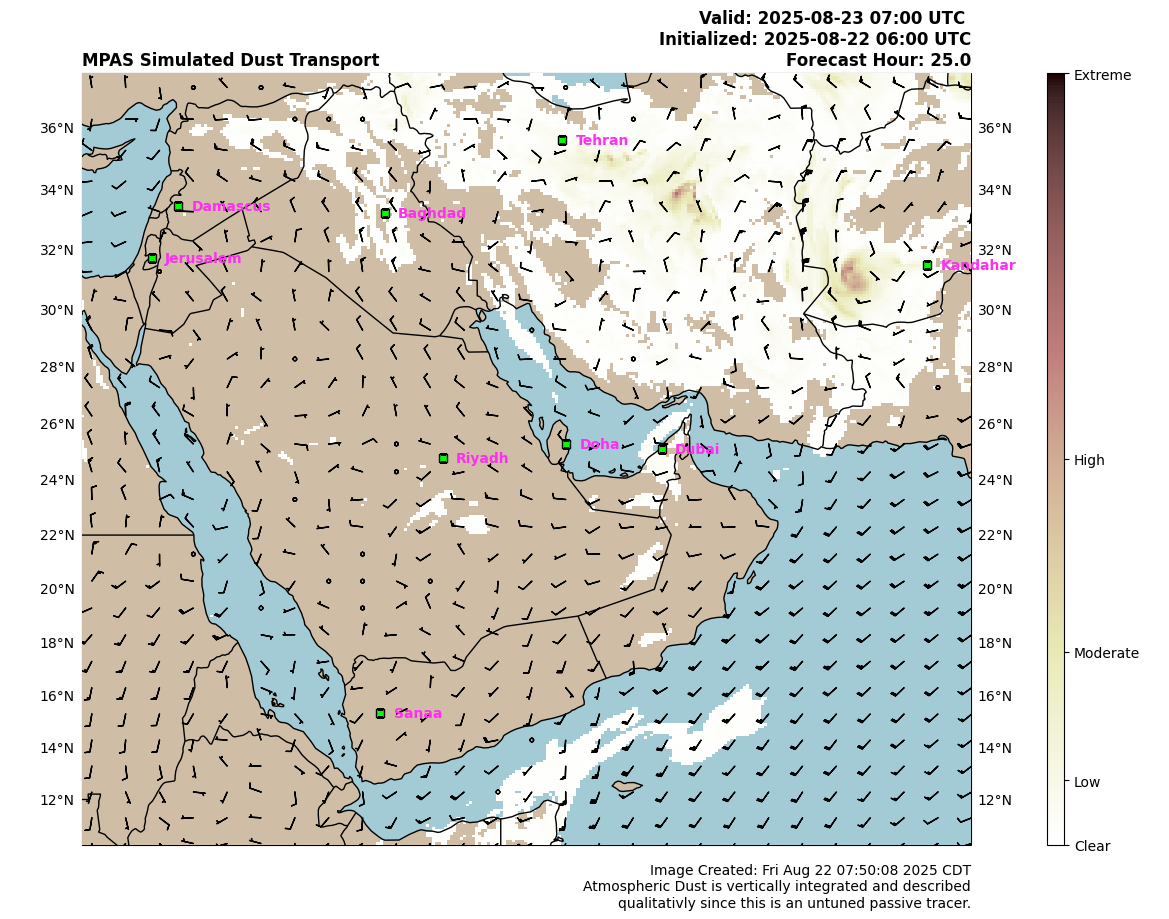 Valid: 2025-08-23 07:00 UTC
Initialized: 2025-08-22 06:00 UTC
MPAS Simulated Dust Transport
Forecast Hour: 25.0
Extreme
36°N
36°N
Tehran
34°N
34°N
Damascus
Baghdad
32°N
32°N
Jerusalem
Kandahar
30°N
30°N
28°N
28°N
26°N
26°N
Doha
Dubai
Riyadh
High
24°N
24°N
22°N
22°N
20°N
20°N
18°N
18°N
Moderate
16°N
16°N
Sanaa
14°N
14°N
Low
12°N
12°N
Clear
Image Created: Fri Aug 22 07:50:08 2025 CDT
Atmospheric Dust is vertically integrated and described
qualitativly since this is an untuned passive tracer.